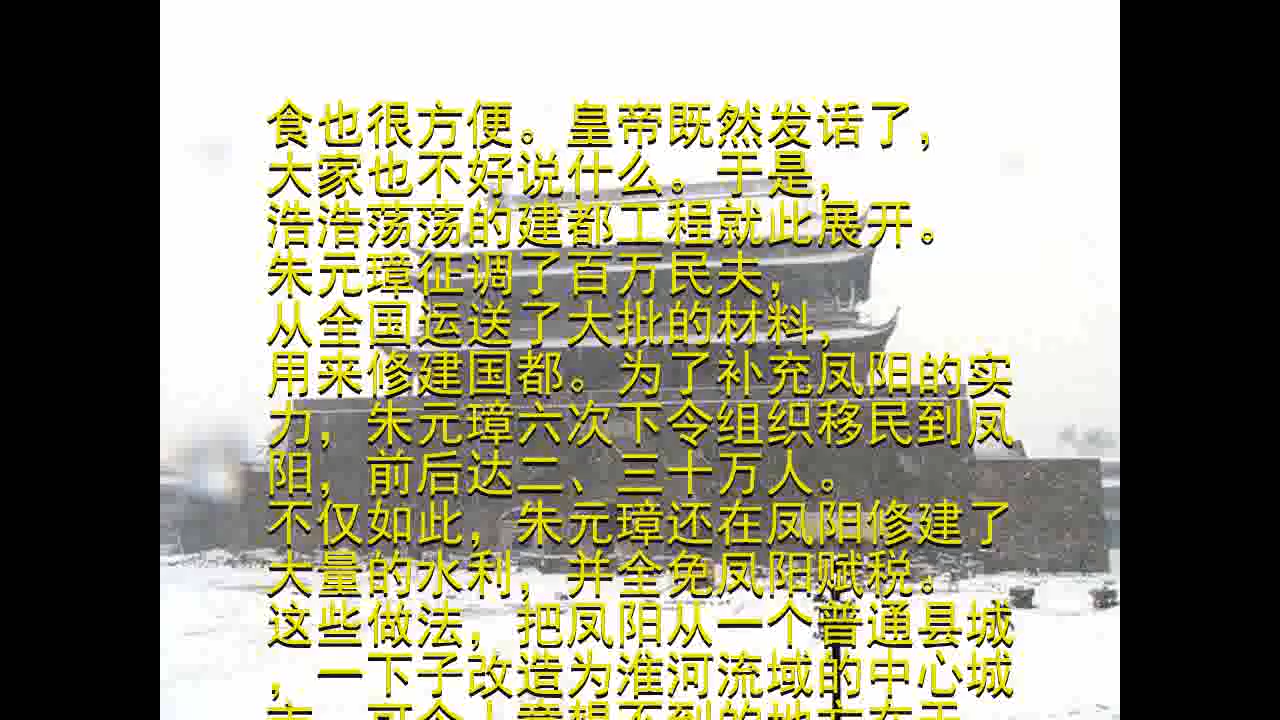 食也很方便。皇帝既然发话了，
大家也不好说什么。于是，
浩浩荡荡的建都工程就此展开。
朱元璋征调了百万民夫，
从全国运送了大批的材料，
用来修建国都。为了补充凤阳的实
力，朱元璋六次下令组织移民到凤
阳，前后达二、三十万人。
不仅如此，朱元璋还在凤阳修建了
大量的水利，并全免凤阳赋税。
这些做法，把凤阳从一个普通县城
，一下子改造为淮河流域的中心城